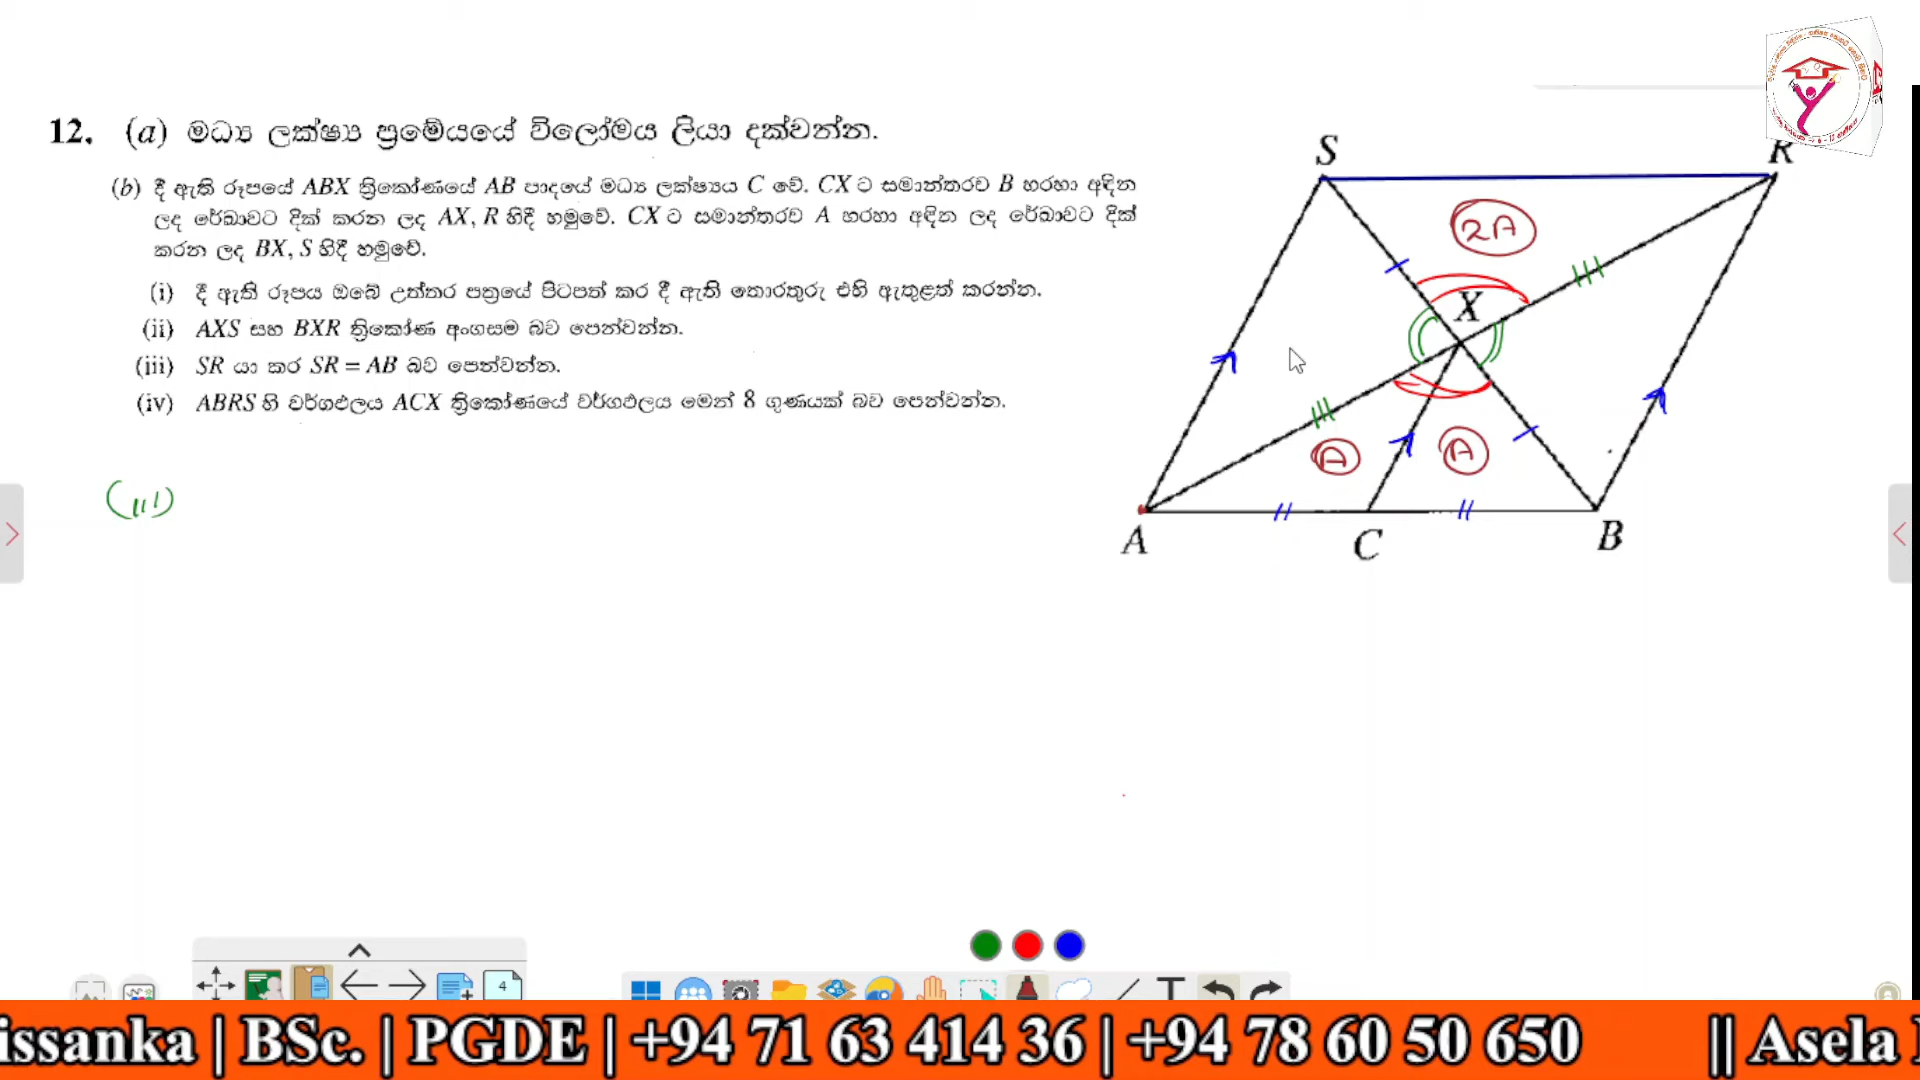 12. (a) මධ්‍ය ලක්ෂ්‍ය ප්‍රමේයයේ විලෝමය ලියා දක්වන්න.
(b) දී ඇති රූපයේ ABX ත්‍රිකෝණයේ AB පාදයේ මධ්‍ය ලක්ෂ්‍යය C වේ. CX ට සමාන්තරව B හරහා අඳින
ලද රේඛාවට දික් කරන ලද AX, R හිදී හමුවේ. CX ට සමාන්තරව A හරහා අඳින ලද රේඛාවට දික්
කරන ලද BX, S හිදී හමුවේ.
(i) දී ඇති රූපය ඔබේ උත්තර පත්‍රයේ පිටපත් කර දී ඇති තොරතුරු එහි ඇතුළත් කරන්න.
(ii) AXS සහ BXR ත්‍රිකෝණ අංගසම බව පෙන්වන්න.
(iii) SR යා කර SR = AB බව පෙන්වන්න.
(iv) ABRS හි වර්ගඵලය ACX ත්‍රිකෝණයේ වර්ගඵලය මෙන් 8 ගුණයක් බව පෙන්වන්න.
(iii)
S
R
2A
X
A
A
A
C
B
4
T
issanka | BSc. | PGDE | +94 71 63 414 36 | +94 78 60 50 650 || Asela